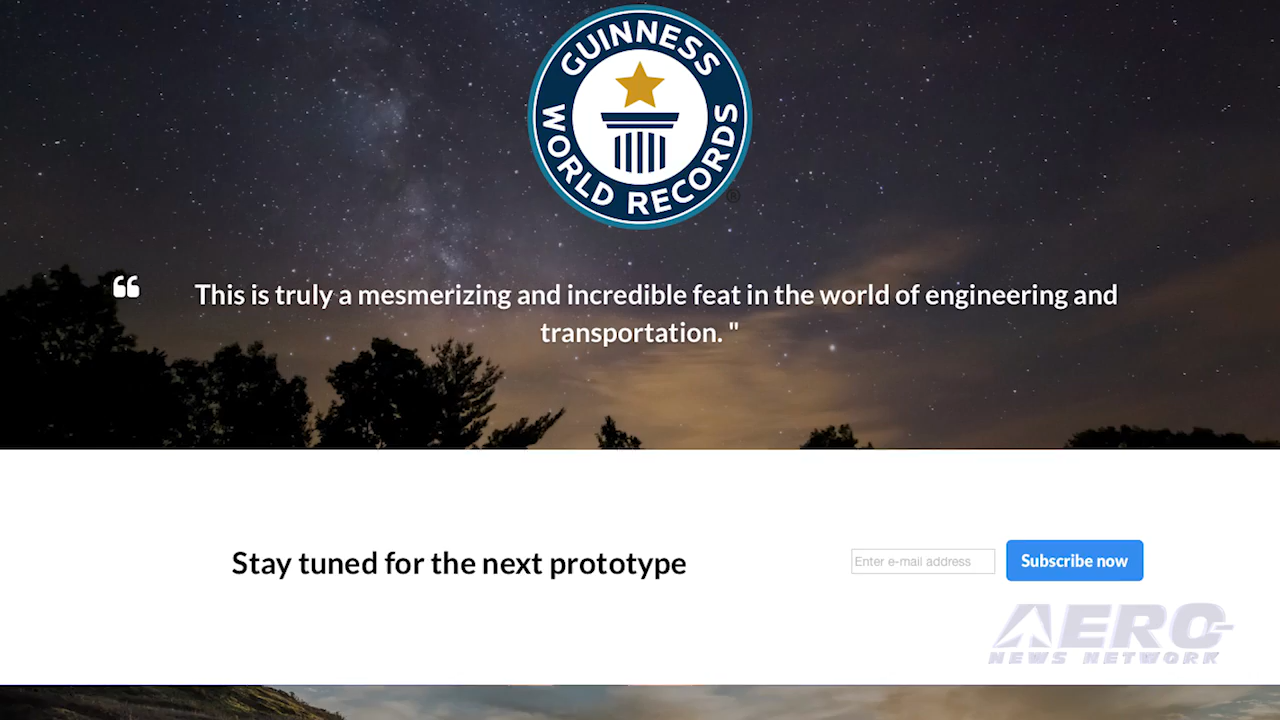 GUINNESS
WORLD RECORDS
®
“ This is truly a mesmerizing and incredible feat in the world of engineering and
transportation. "
Stay tuned for the next prototype
Enter e-mail address
Subscribe now
AERO
NEWS NETWORK